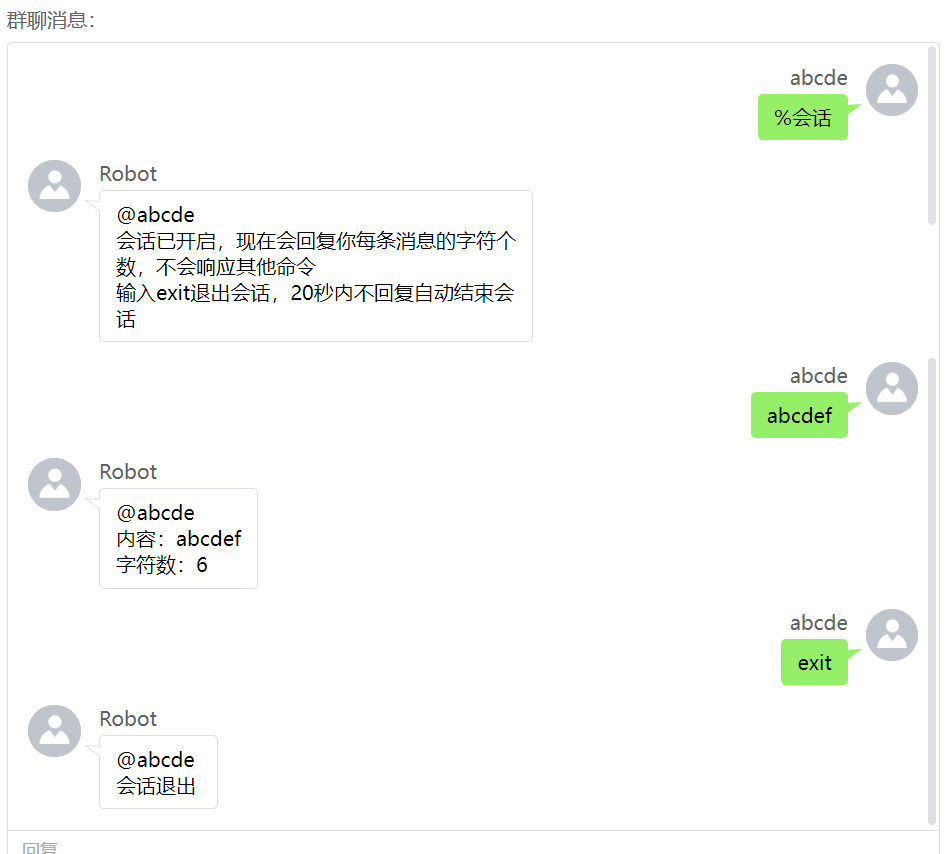 群聊消息：
abcde
%会话
Robot
@abcde
会话已开启，现在会回复你每条消息的字符个
数，不会响应其他命令
输入exit退出会话，20秒内不回复自动结束会
话
abcde
abcdef
Robot
@abcde
内容：abcdef
字符数：6
abcde
exit
Robot
@abcde
会话退出
回复